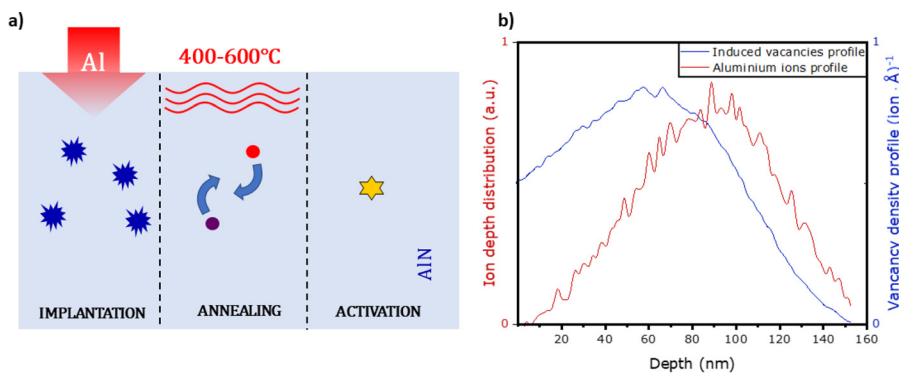 a)
Al
400-600°C
AlN
IMPLANTATION
ANNEALING
ACTIVATION
b)
Induced vacancies profile
Aluminium ions profile
Ion depth distribution (a.u.)
1
0
1
0
Vancancy density profile (ion · Å)⁻¹
20
40
60
80
100
120
140
160
Depth (nm)